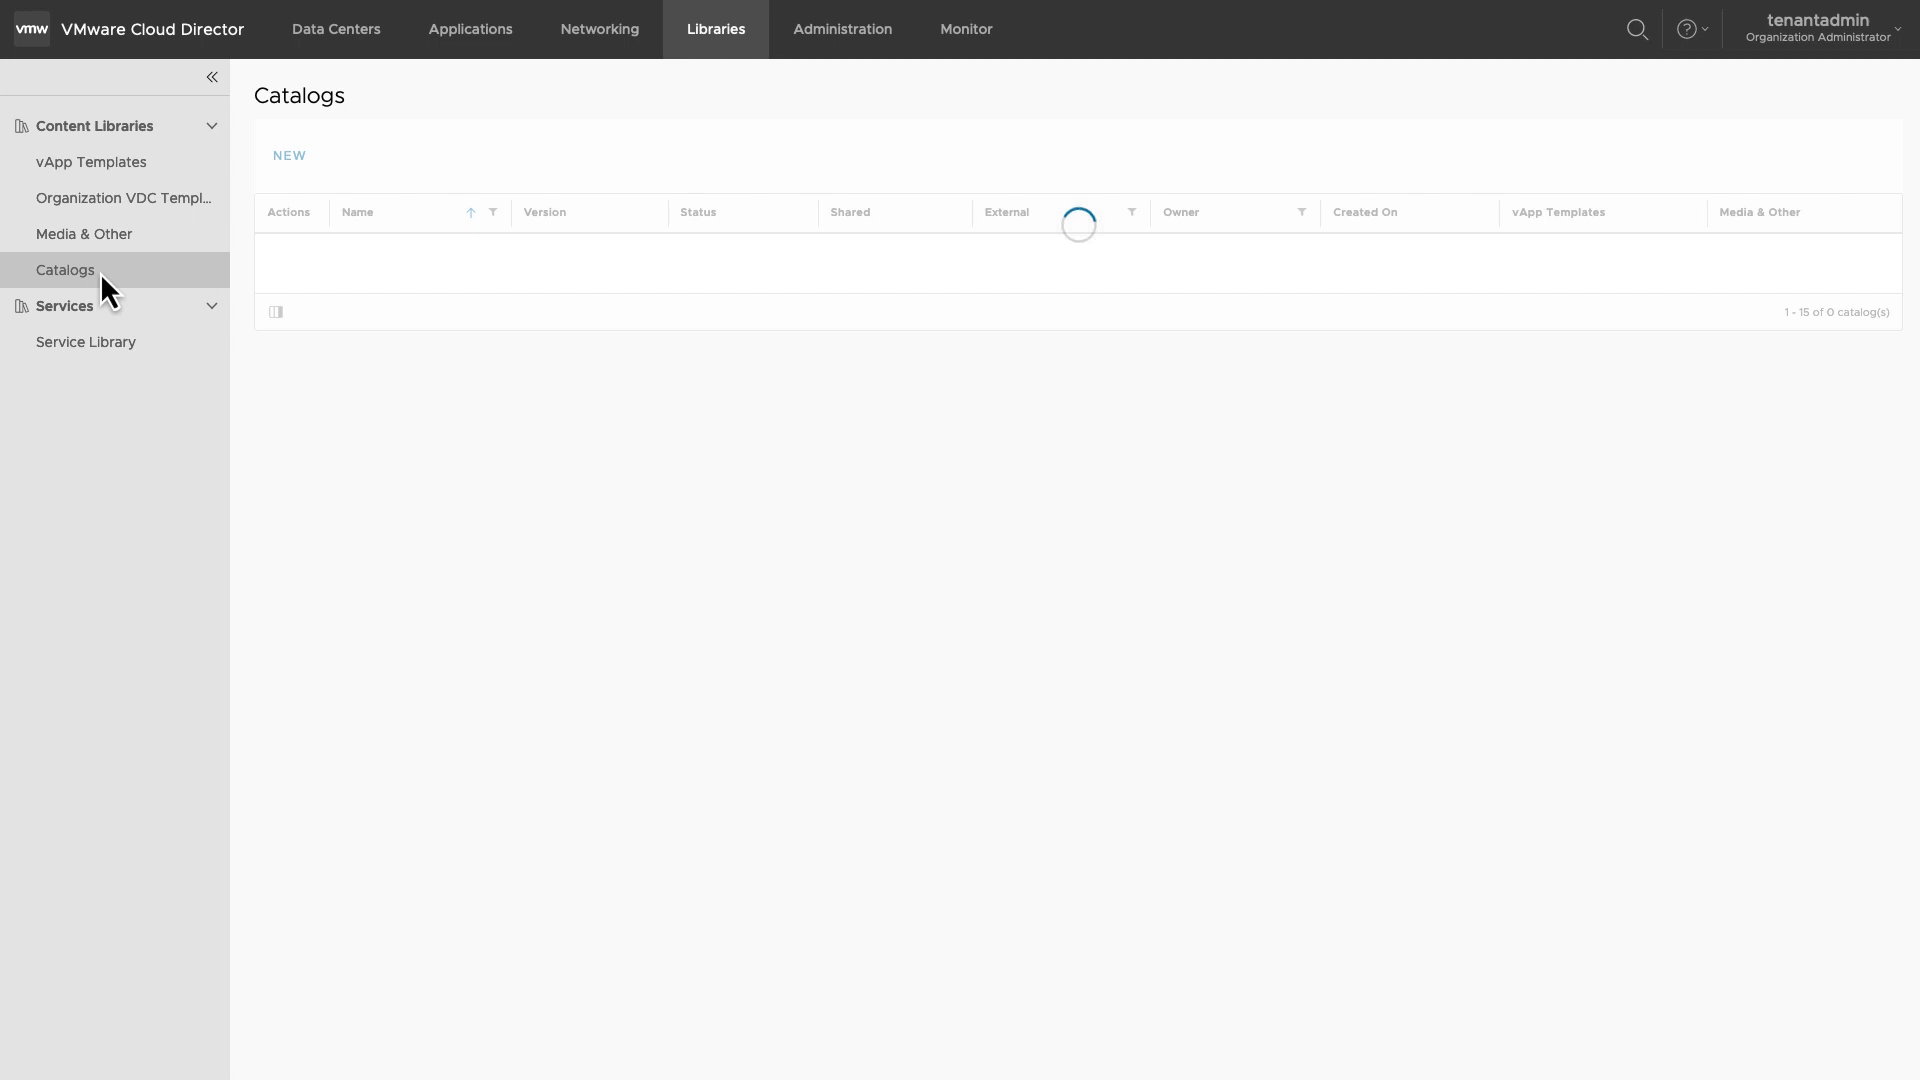 vmw VMware Cloud Director Data Centers Applications Networking Libraries Administration Monitor ? tenantadmin
Organization Administrator
Catalogs
Content Libraries
vApp Templates
Organization VDC Templ...
Media & Other
Catalogs
Services
Service Library
NEW
Actions Name Version Status Shared External Owner Created On vApp Templates Media & Other
1 - 15 of 0 catalog(s)